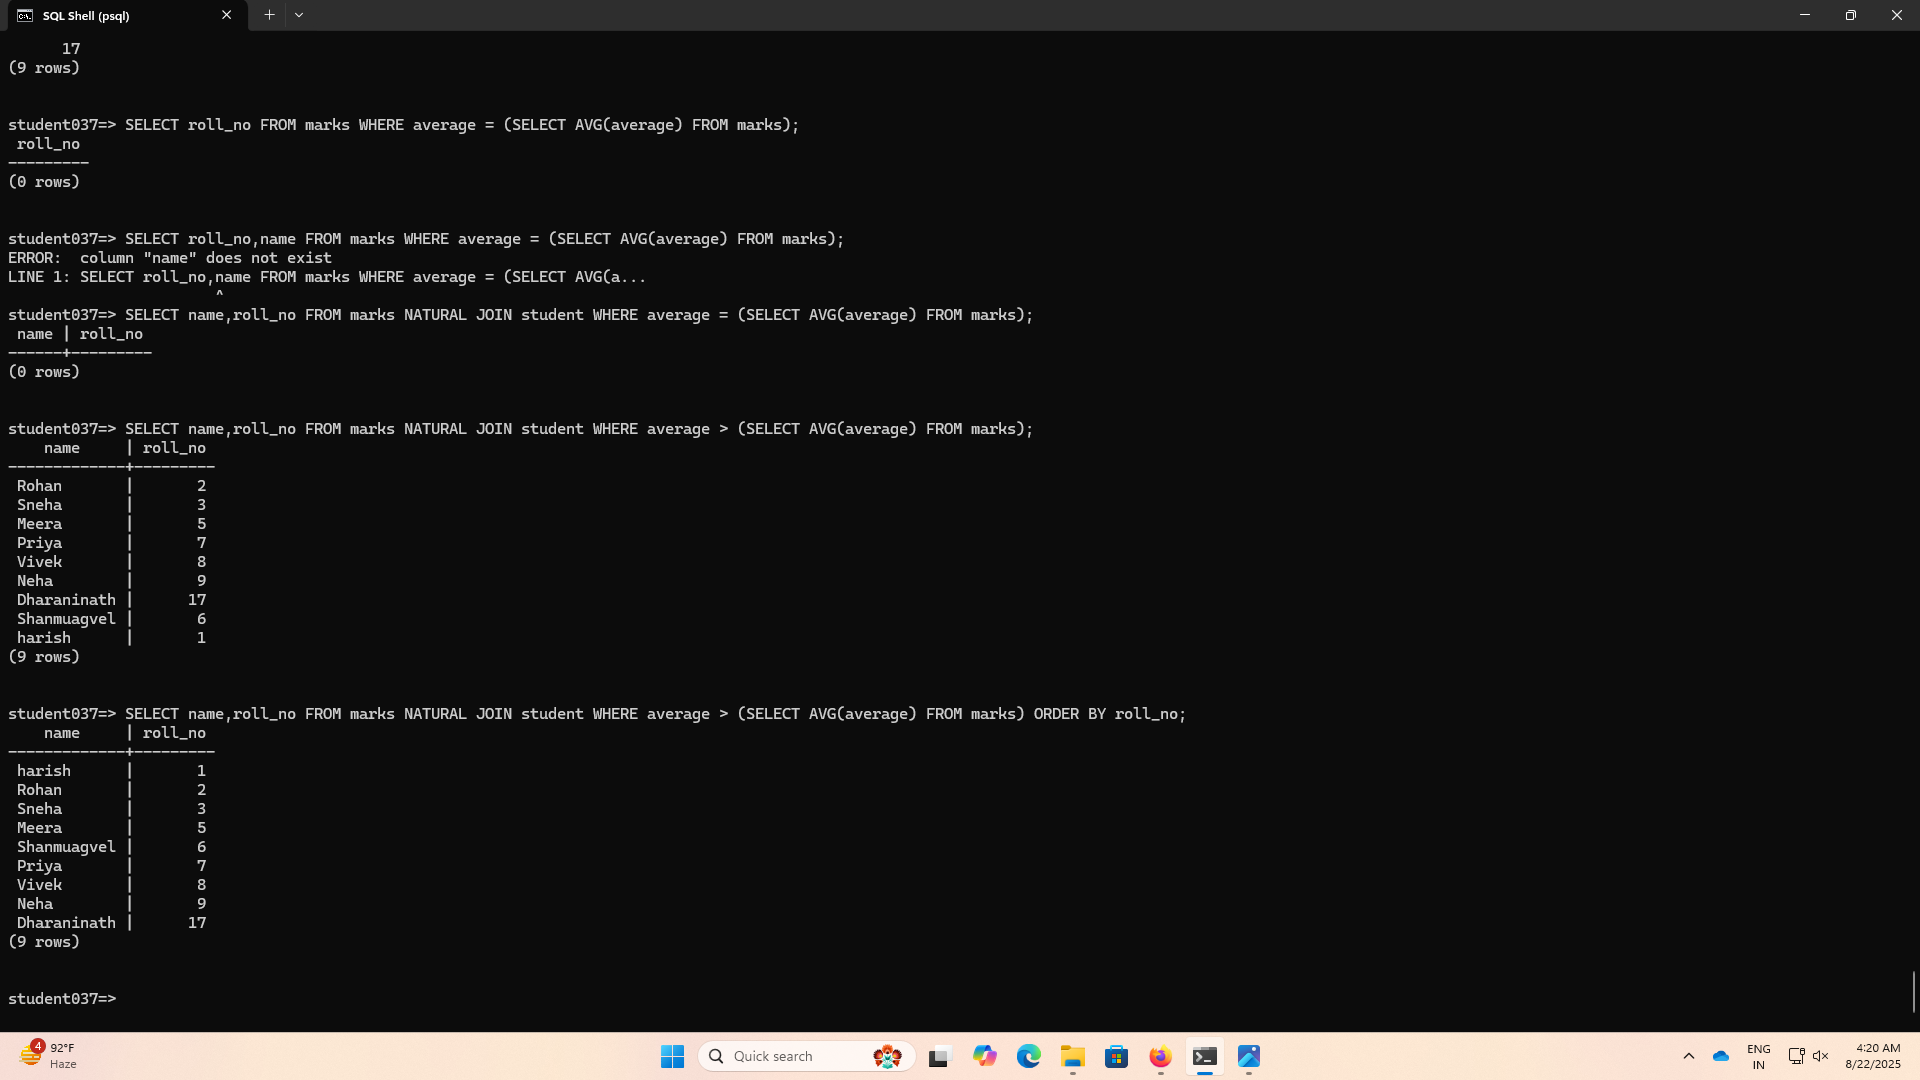 SQL Shell (psql)
      17
(9 rows)
student037=> SELECT roll_no FROM marks WHERE average = (SELECT AVG(average) FROM marks);
 roll_no
---------
(0 rows)
student037=> SELECT roll_no,name FROM marks WHERE average = (SELECT AVG(average) FROM marks);
ERROR:  column "name" does not exist
LINE 1: SELECT roll_no,name FROM marks WHERE average = (SELECT AVG(a...
                       ^
student037=> SELECT name,roll_no FROM marks NATURAL JOIN student WHERE average = (SELECT AVG(average) FROM marks);
 name | roll_no
------+---------
(0 rows)
student037=> SELECT name,roll_no FROM marks NATURAL JOIN student WHERE average > (SELECT AVG(average) FROM marks);
    name     | roll_no
-------------+---------
 Rohan       |       2
 Sneha       |       3
 Meera       |       5
 Priya       |       7
 Vivek       |       8
 Neha        |       9
 Dharaninath |      17
 Shanmuagvel |       6
 harish      |       1
(9 rows)
student037=> SELECT name,roll_no FROM marks NATURAL JOIN student WHERE average > (SELECT AVG(average) FROM marks) ORDER BY roll_no;
    name     | roll_no
-------------+---------
 harish      |       1
 Rohan       |       2
 Sneha       |       3
 Meera       |       5
 Shanmuagvel |       6
 Priya       |       7
 Vivek       |       8
 Neha        |       9
 Dharaninath |      17
(9 rows)
student037=>
4
92°F
Haze
Quick search
ENG
IN
4:20 AM
8/22/2025